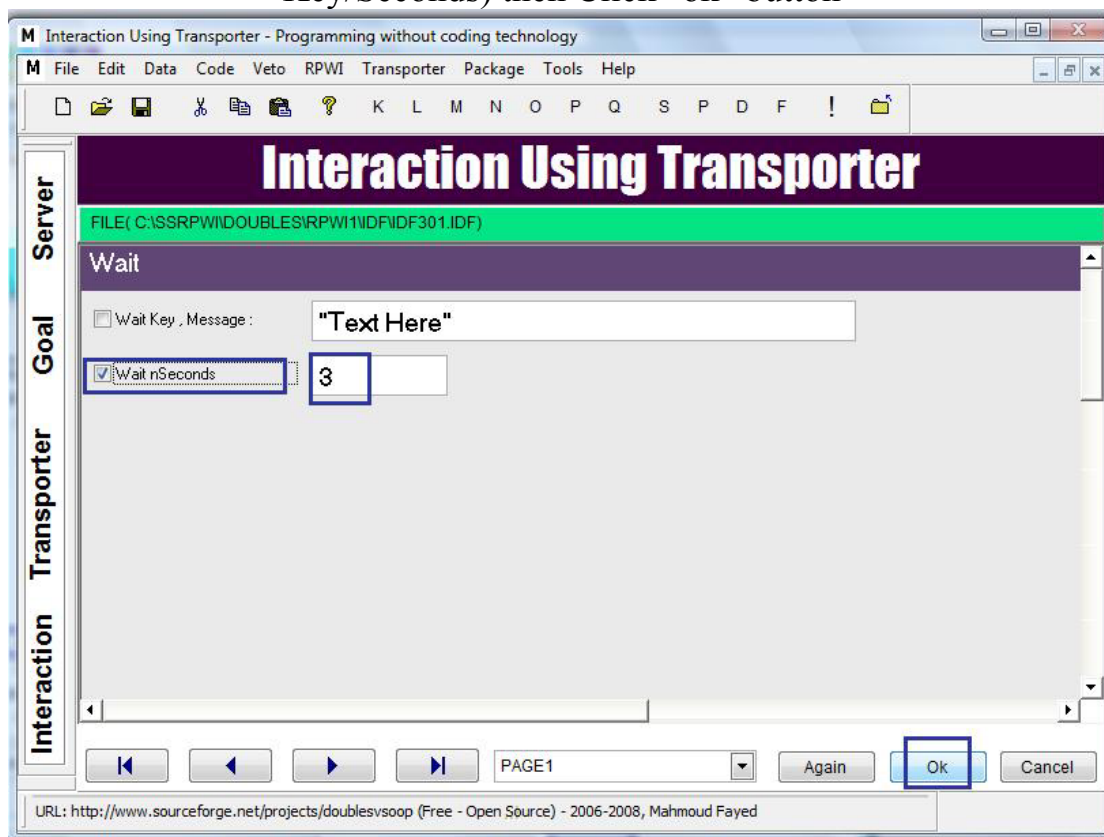 Key/Seconds) then Click "ok" button
M Interaction Using Transporter - Programming without coding technology
M File Edit Data Code Veto RPWI Transporter Package Tools Help
K L M N O P Q S P D F !
Interaction Using Transporter
FILE( C:\SSRPWI\DOUBLES\RPWI1\IDF\IDF301.IDF)
Server
Goal
Transporter
Interaction
Wait
Wait Key , Message :
"Text Here"
Wait nSeconds
3
PAGE1
Again
Ok
Cancel
URL: http://www.sourceforge.net/projects/doublesvsoop (Free - Open Source) - 2006-2008, Mahmoud Fayed